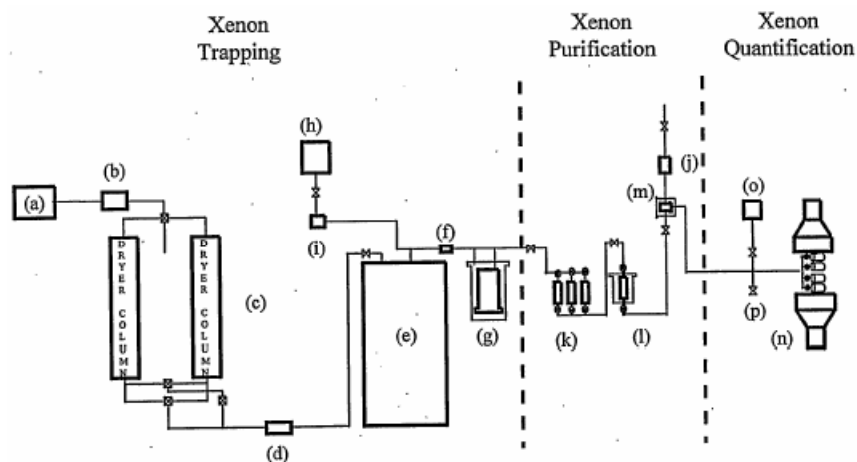 Xenon
Trapping
Xenon
Purification
Xenon
Quantification
(h)
(b)
(a)
(j)
(m)
(o)
(i)
(f)
DRYER COLUMN
DRYER COLUMN
(c)
(e)
(g)
(k)
(l)
(p)
(n)
(d)